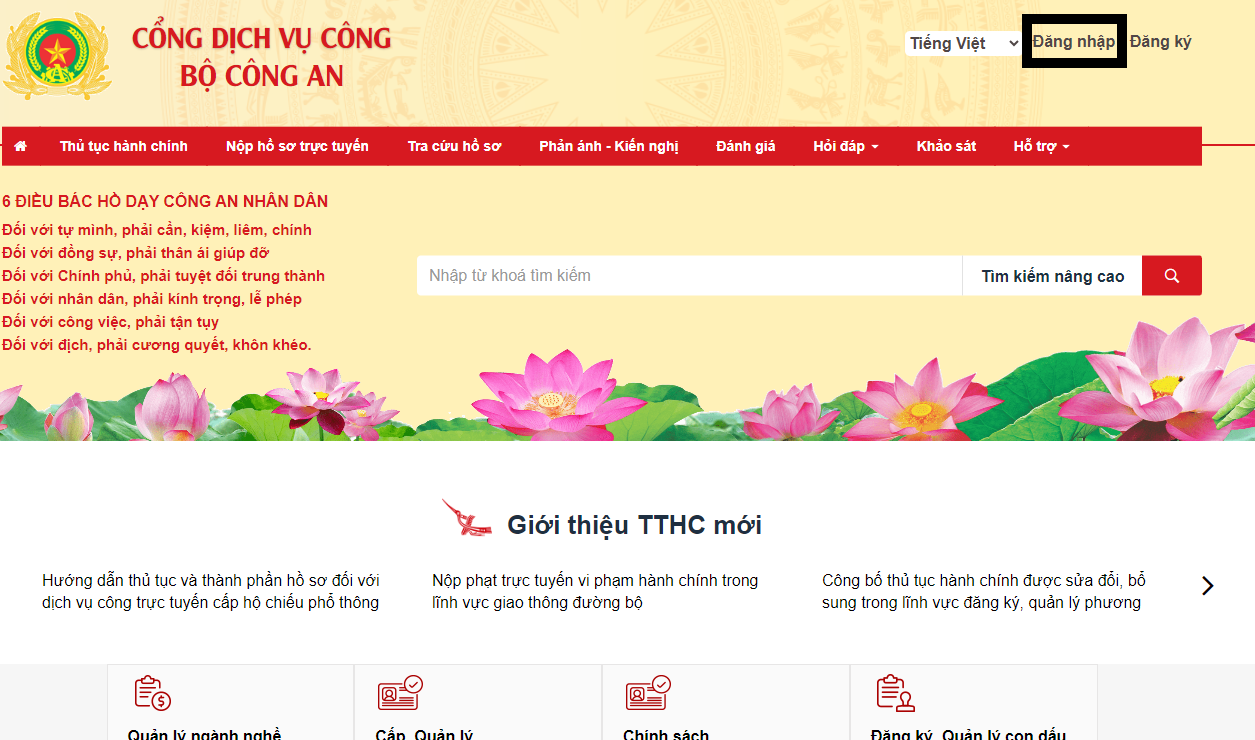 CỔNG DỊCH VỤ CÔNG
BỘ CÔNG AN
Tiếng Việt
Đăng nhập
Đăng ký
Thủ tục hành chính
Nộp hồ sơ trực tuyến
Tra cứu hồ sơ
Phản ánh - Kiến nghị
Đánh giá
Hỏi đáp
Khảo sát
Hỗ trợ
6 ĐIỀU BÁC HỒ DẠY CÔNG AN NHÂN DÂN
Đối với tự mình, phải cần, kiệm, liêm, chính
Đối với đồng sự, phải thân ái giúp đỡ
Đối với Chính phủ, phải tuyệt đối trung thành
Đối với nhân dân, phải kính trọng, lễ phép
Đối với công việc, phải tận tụy
Đối với địch, phải cương quyết, khôn khéo.
Nhập từ khoá tìm kiếm
Tìm kiếm nâng cao
Giới thiệu TTHC mới
Hướng dẫn thủ tục và thành phần hồ sơ đối với
dịch vụ công trực tuyến cấp hộ chiếu phổ thông
Nộp phạt trực tuyến vi phạm hành chính trong
lĩnh vực giao thông đường bộ
Công bố thủ tục hành chính được sửa đổi, bổ
sung trong lĩnh vực đăng ký, quản lý phương
Quản lý ngành nghề
Cấp, Quản lý
Chính sách
Đăng ký, Quản lý con dấu